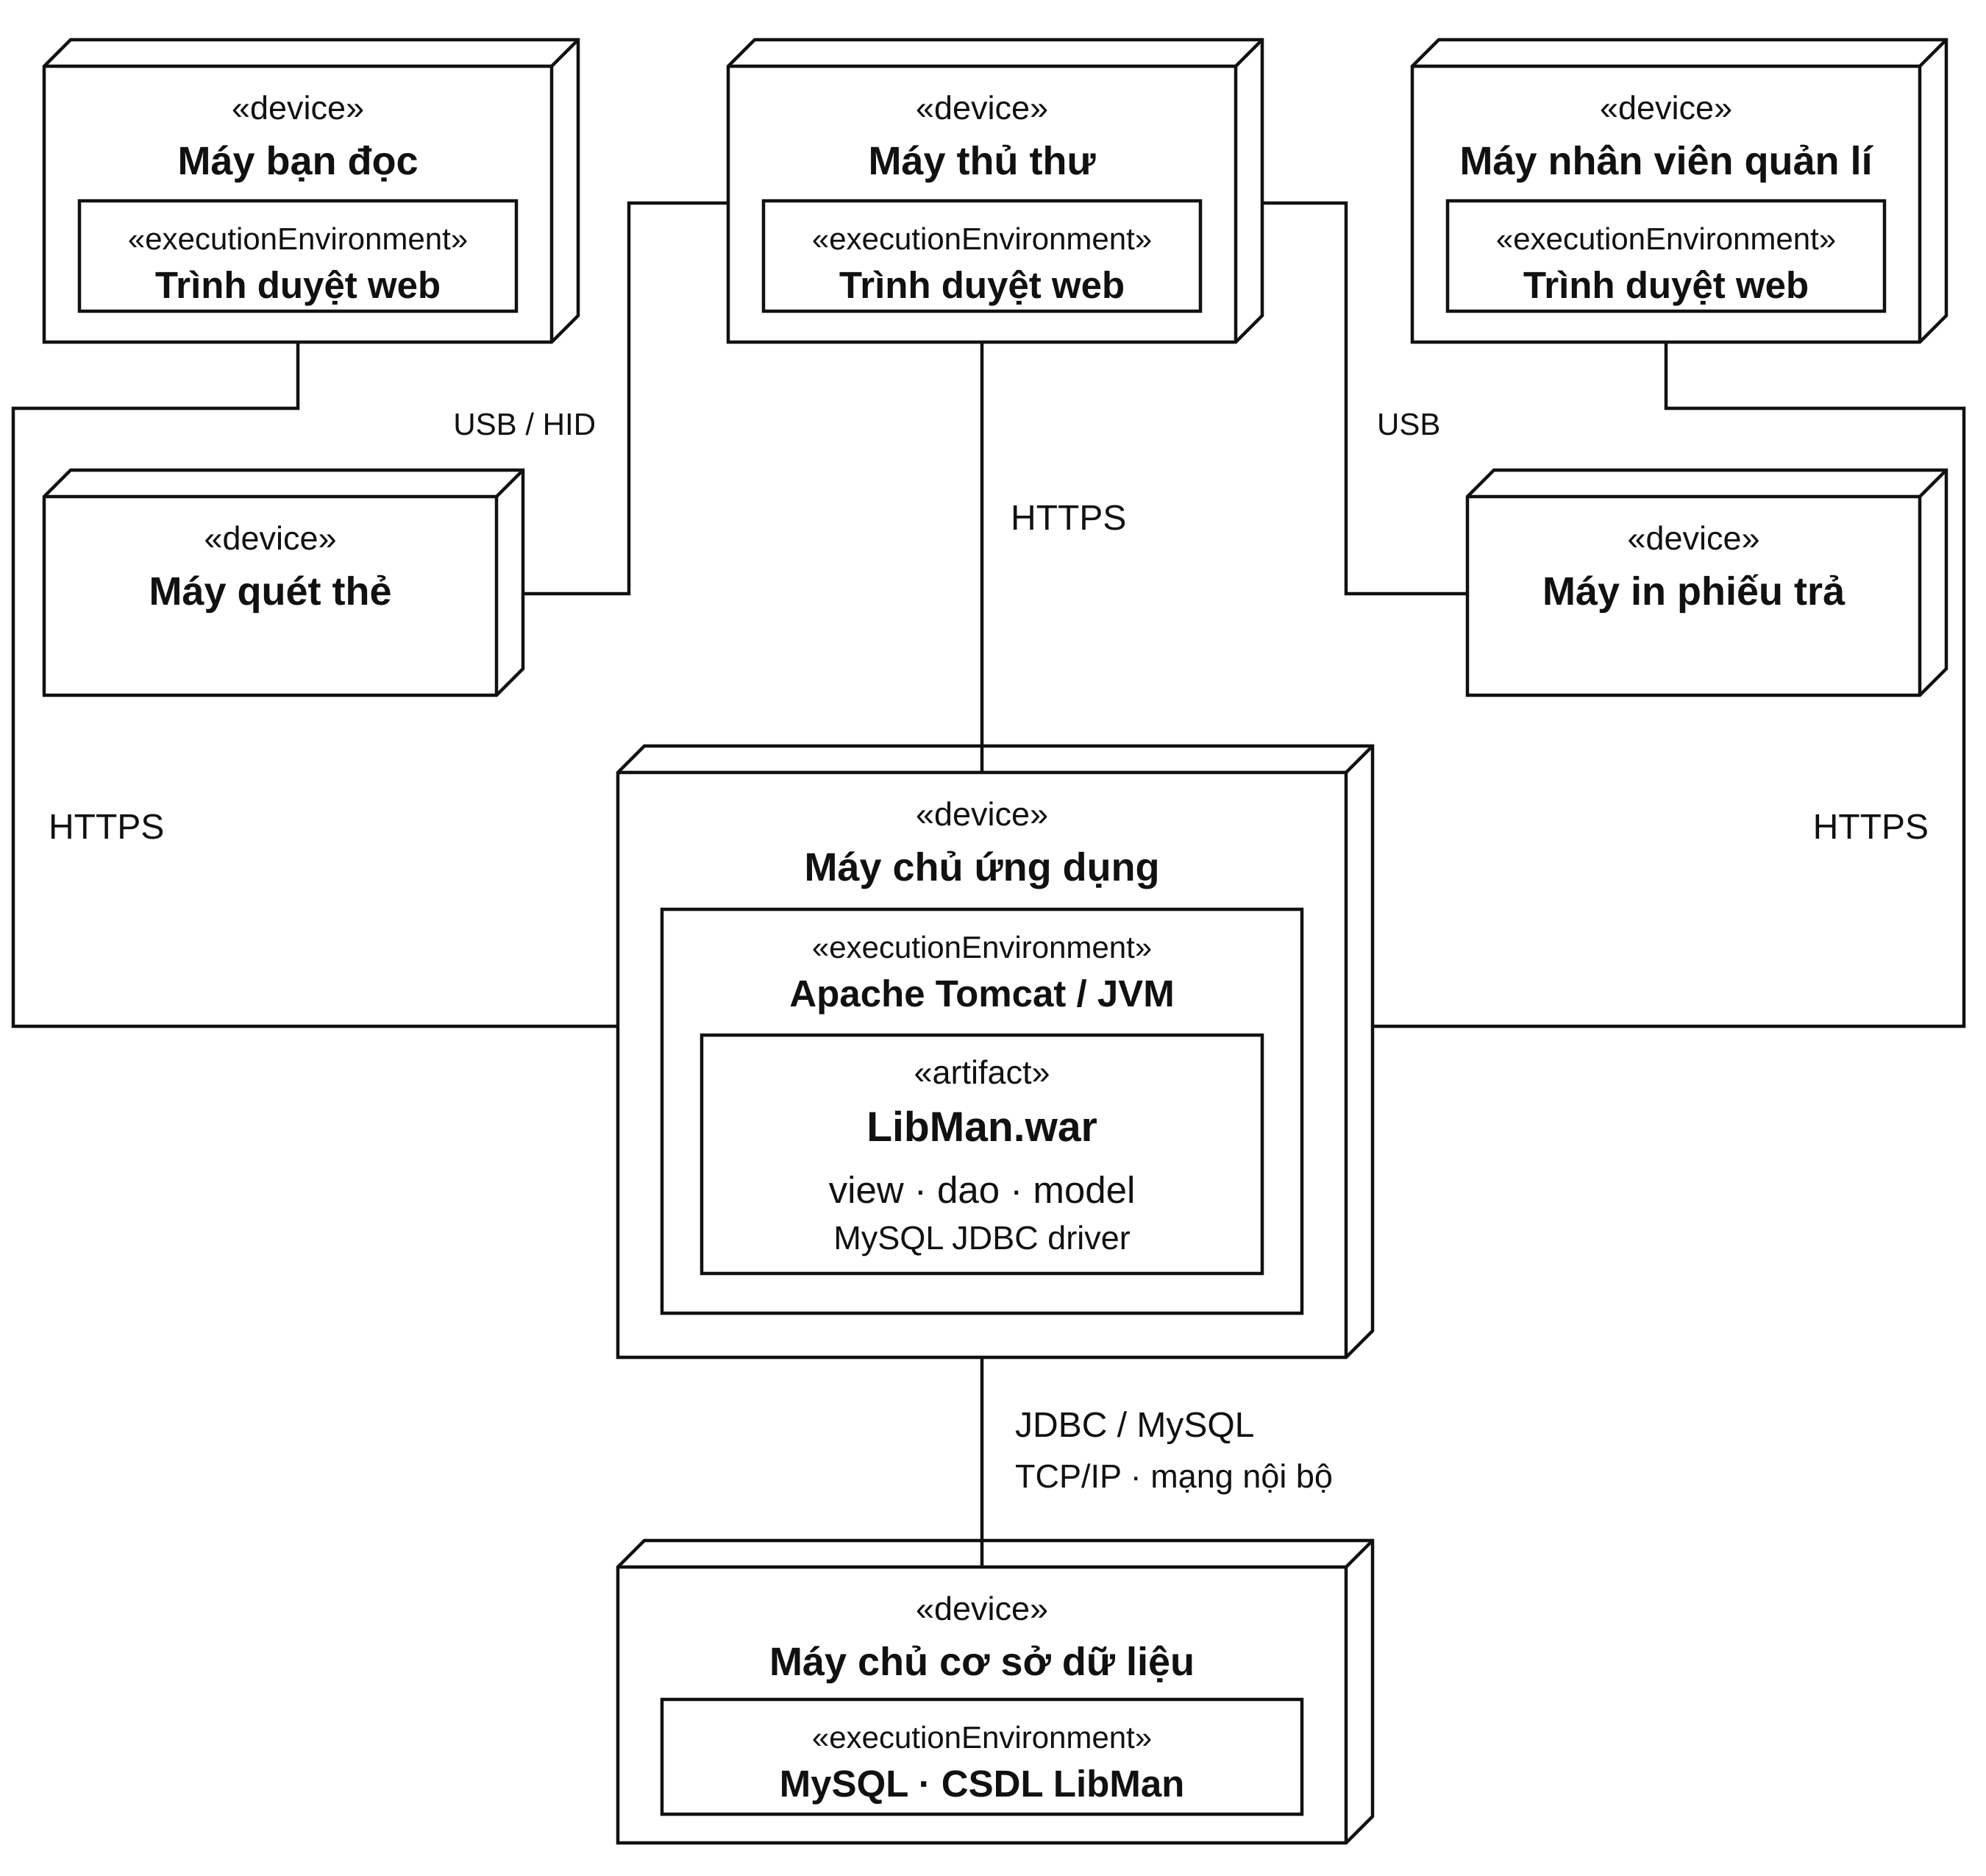 «device»
Máy bạn đọc
«executionEnvironment»
Trình duyệt web
«device»
Máy thủ thư
«executionEnvironment»
Trình duyệt web
«device»
Máy nhân viên quản lí
«executionEnvironment»
Trình duyệt web
USB / HID
USB
«device»
Máy quét thẻ
HTTPS
«device»
Máy in phiếu trả
HTTPS
HTTPS
«device»
Máy chủ ứng dụng
«executionEnvironment»
Apache Tomcat / JVM
«artifact»
LibMan.war
view · dao · model
MySQL JDBC driver
JDBC / MySQL
TCP/IP · mạng nội bộ
«device»
Máy chủ cơ sở dữ liệu
«executionEnvironment»
MySQL · CSDL LibMan